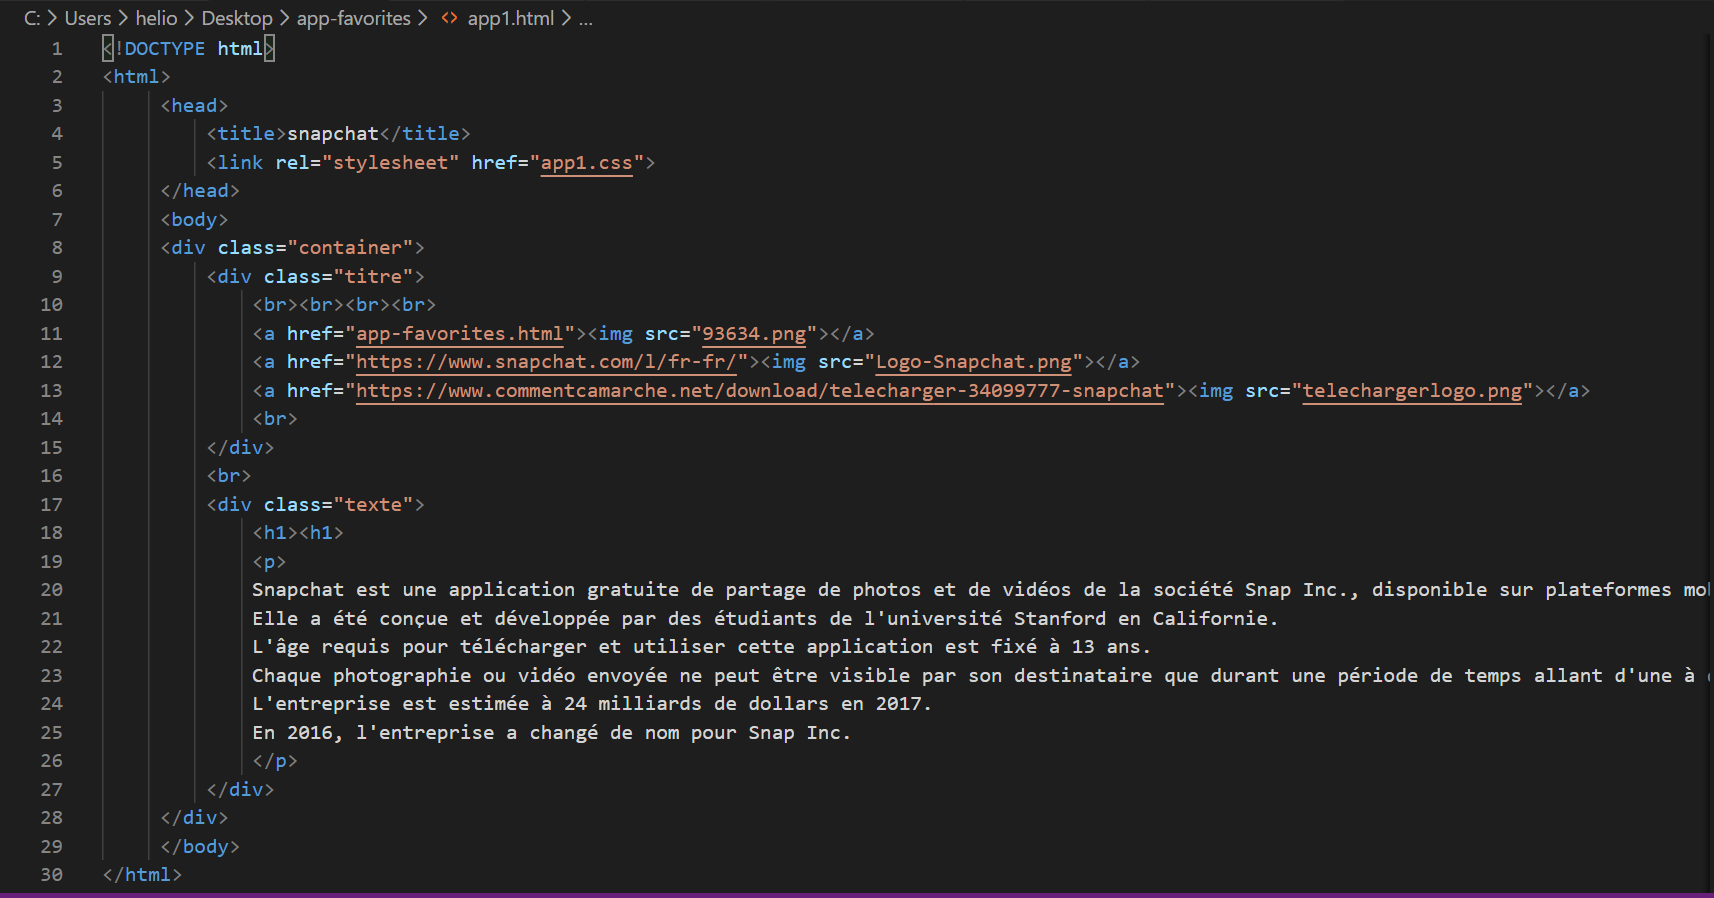 C: > Users > helio > Desktop > app-favorites > <> app1.html > ...
1 <!DOCTYPE html>
2 <html>
3 <head>
4 <title>snapchat</title>
5 <link rel="stylesheet" href="app1.css">
6 </head>
7 <body>
8 <div class="container">
9 <div class="titre">
10 <br><br><br><br>
11 <a href="app-favorites.html"><img src="93634.png"></a>
12 <a href="https://www.snapchat.com/l/fr-fr/"><img src="Logo-Snapchat.png"></a>
13 <a href="https://www.commentcamarche.net/download/telecharger-34099777-snapchat"><img src="telechargerlogo.png"></a>
14 <br>
15 </div>
16 <br>
17 <div class="texte">
18 <h1><h1>
19 <p>
20 Snapchat est une application gratuite de partage de photos et de vidéos de la société Snap Inc., disponible sur plateformes
21 Elle a été conçue et développée par des étudiants de l'université Stanford en Californie.
22 L'âge requis pour télécharger et utiliser cette application est fixé à 13 ans.
23 Chaque photographie ou vidéo envoyée ne peut être visible par son destinataire que durant une période de temps allant d'une à
24 L'entreprise est estimée à 24 milliards de dollars en 2017.
25 En 2016, l'entreprise a changé de nom pour Snap Inc.
26 </p>
27 </div>
28 </div>
29 </body>
30 </html>